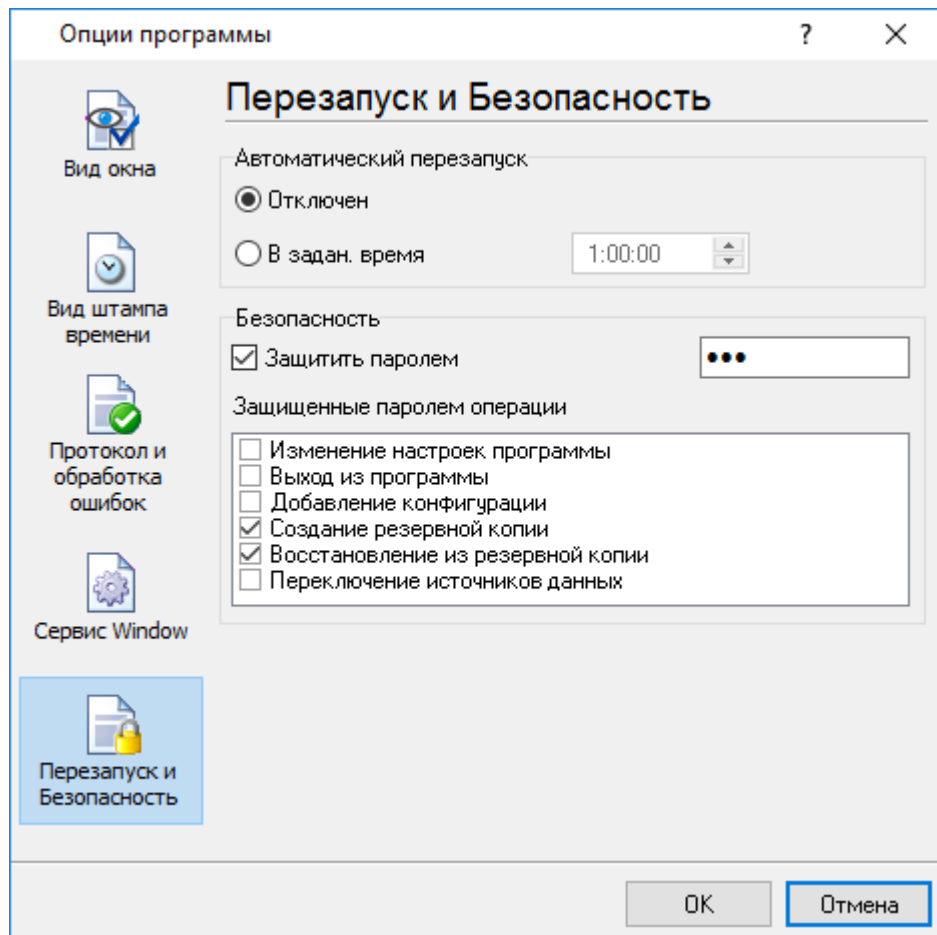 Опции программы
?
Вид окна
Вид штампа
времени
Протокол и
обработка
ошибок
Сервис Window
Перезапуск и
Безопасность
Перезапуск и Безопасность
Автоматический перезапуск
Отключен
В задан. время
1:00:00
Безопасность
Защитить паролем
•••
Защищенные паролем операции
Изменение настроек программы
Выход из программы
Добавление конфигурации
Создание резервной копии
Восстановление из резервной копии
Переключение источников данных
OK
Отмена